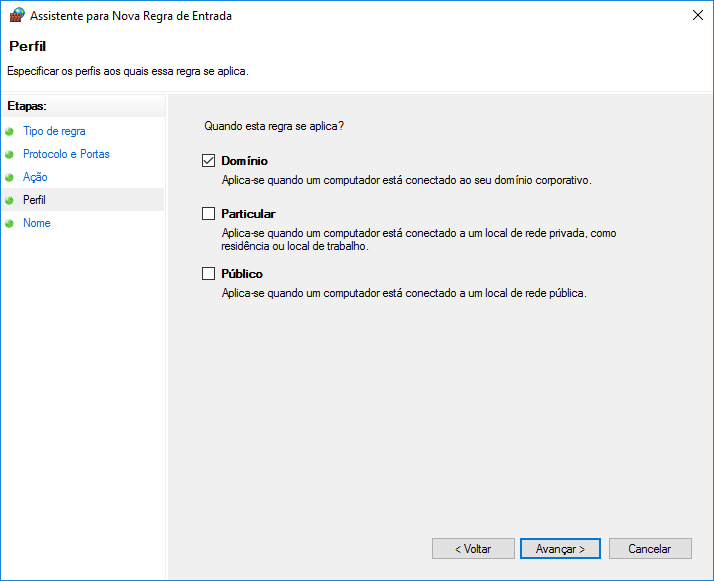 Assistente para Nova Regra de Entrada
Perfil
Especificar os perfis aos quais essa regra se aplica.
Etapas:
Tipo de regra
Protocolo e Portas
Ação
Perfil
Nome
Quando esta regra se aplica?
Domínio
Aplica-se quando um computador está conectado ao seu domínio corporativo.
Particular
Aplica-se quando um computador está conectado a um local de rede privada, como
residência ou local de trabalho.
Público
Aplica-se quando um computador está conectado a um local de rede pública.
< Voltar
Avançar >
Cancelar